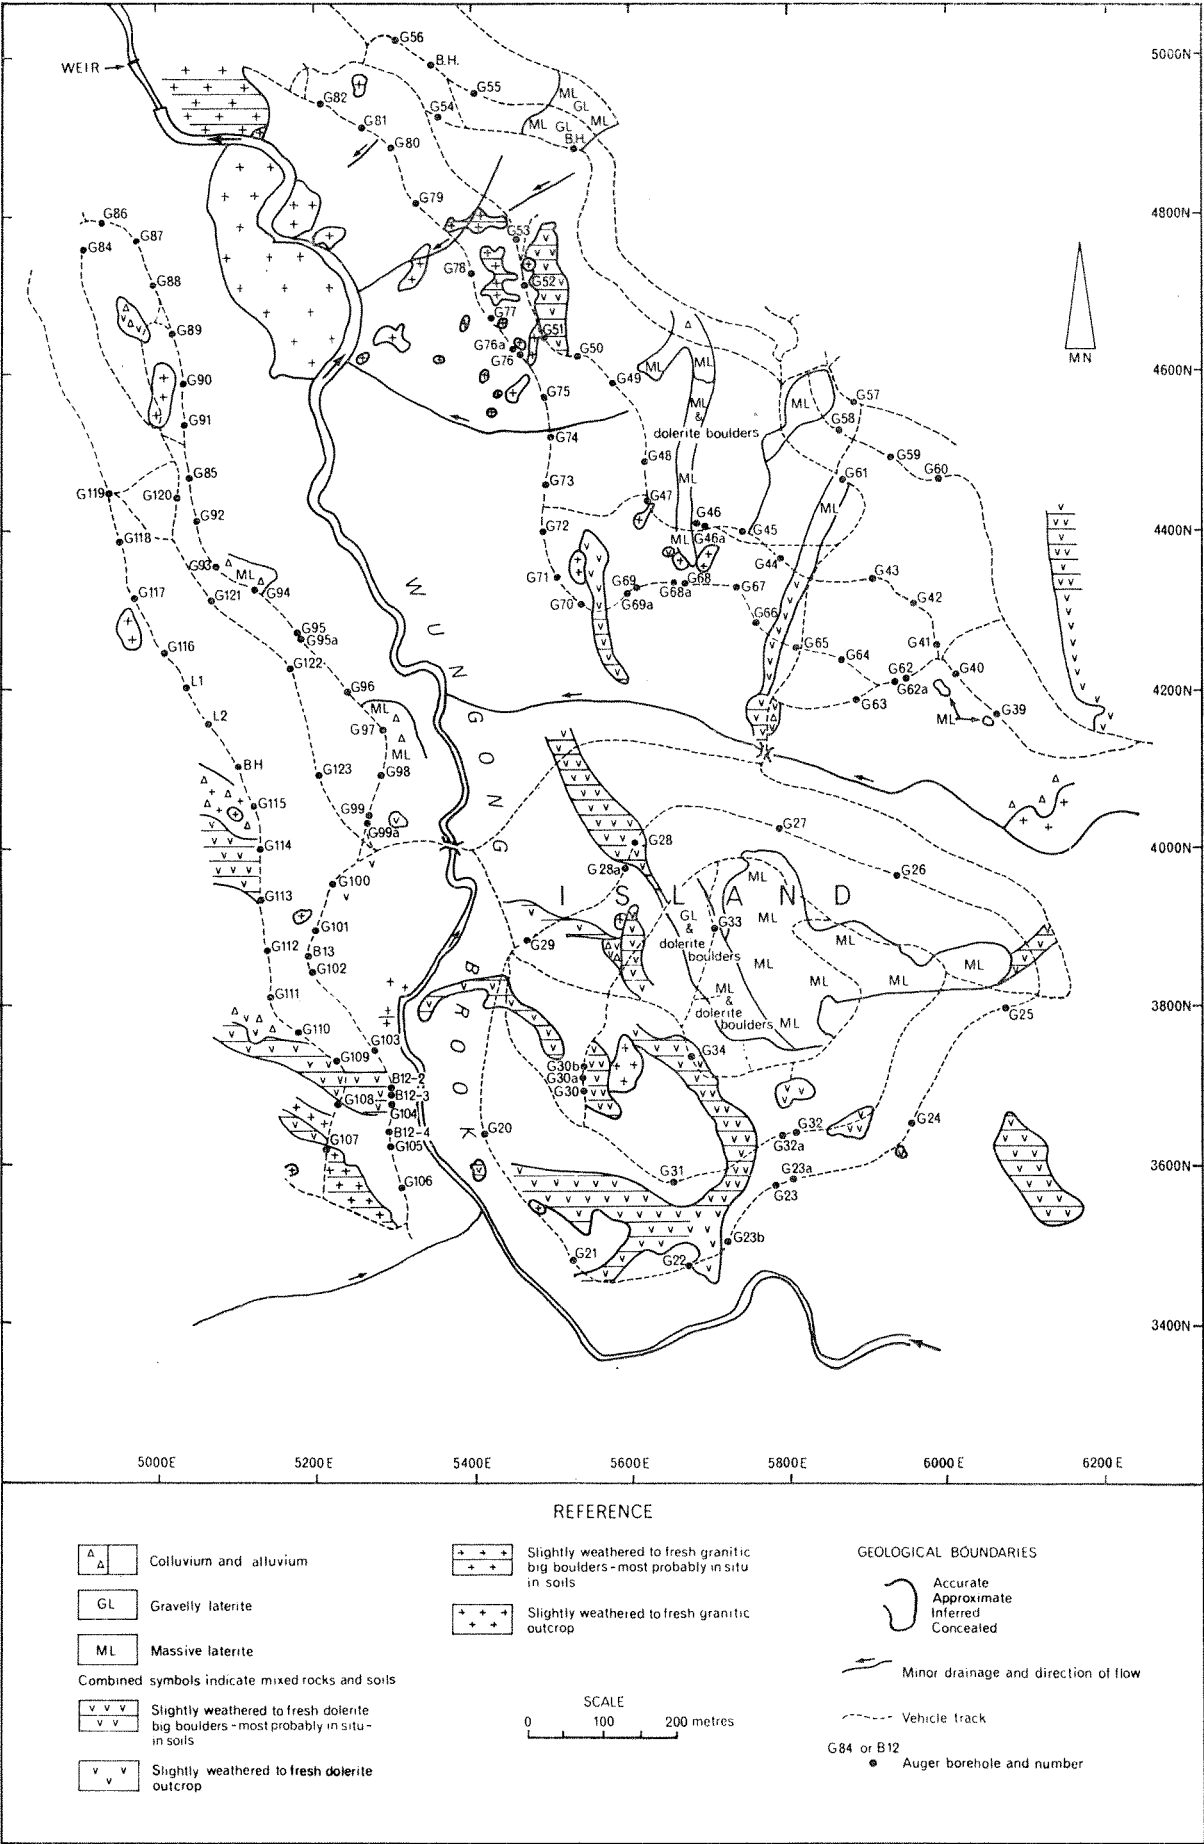 G56
5000N
WEIR
B.H.
ML
G82
G55
GL
G54
ML
GL
ML
G81
B.H.
G80
G79
4800N
G86
G84
G87
G53
G78
G88
G52
G77
G89
G51
G76a
G50
G76
MN
ML
ML
4600N
G90
G49
G75
ML
&
dolerite boulders
ML
G57
G91
G58
G74
G59
G85
G48
G61
G60
G119
G120
G73
ML
G47
ML
G92
G46
G118
G72
ML
G46a
G45
4400N
G93
ML
G44
G94
G71
G69
G68
G43
G117
G121
G68a
G67
G70
G69a
G42
G66
G95
G95a
G41
G116
G122
G65
G64
G62
G40
L1
G96
G62a
4200N
ML
G63
G39
L2
G97
ML
ML
BH
G123
G98
G115
G99
G27
G99a
G114
G28
4000N
G28a
G26
G100
ML
G113
WUNGONG
ISLAND
GL
&
dolerite
boulders
G33
ML
G101
G29
ML
G112
B13
G102
ML
ML
G111
ML
ML
ML
&
dolerite
boulders
ML
3800N
G110
G25
G103
G34
G109
G30b
G30a
B12-2
G30
B12-3
G108
G104
BROOK
G24
B12-4
G20
G32
G107
G105
G32a
3600N
G31
G23a
G106
G23
G23b
G21
G22
3400N
5000E 5200E 5400E 5600E 5800E 6000E 6200E
REFERENCE
△ △ Colluvium and alluvium
GL Gravelly laterite
ML Massive laterite
Combined symbols indicate mixed rocks and soils
Slightly weathered to fresh dolerite
big boulders - most probably in situ -
in soils
Slightly weathered to fresh dolerite
outcrop
Slightly weathered to fresh granitic
big boulders - most probably in situ
in soils
Slightly weathered to fresh granitic
outcrop
SCALE
0 100 200 metres
GEOLOGICAL BOUNDARIES
Accurate
Approximate
Inferred
Concealed
Minor drainage and direction of flow
Vehicle track
G84 or B12
Auger borehole and number